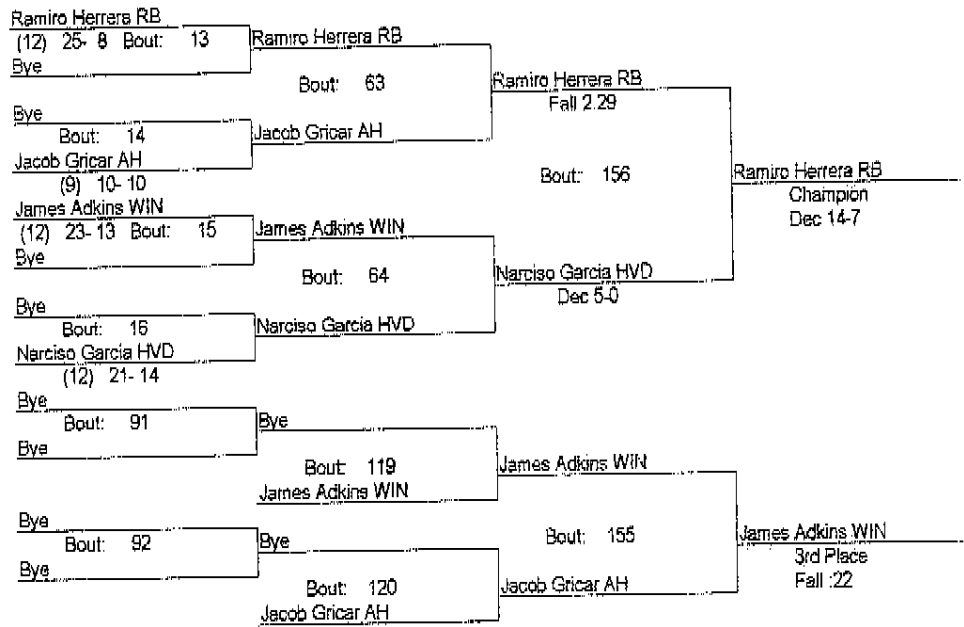 Ramiro Herrera RB
(12) 25- 8 Bout: 13
Bye
Ramiro Herrera RB
Bout: 63
Bye
Bout: 14
Jacob Gricar AH
(9) 10- 10
Jacob Gricar AH
Ramiro Herrera RB
Fall 2:29
Bout: 156
James Adkins WIN
(12) 23- 13 Bout: 15
Bye
James Adkins WIN
Bout: 64
Bye
Bout: 16
Narciso Garcia HVD
(12) 21- 14
Narciso Garcia HVD
Narciso Garcia HVD
Dec 5-0
Ramiro Herrera RB
Champion
Dec 14-7
Bye
Bout: 91
Bye
Bye
Bout: 119
James Adkins WIN
James Adkins WIN
Bout: 155
Bye
Bout: 92
Bye
Bye
Bout: 120
Jacob Gricar AH
Jacob Gricar AH
James Adkins WIN
3rd Place
Fall :22